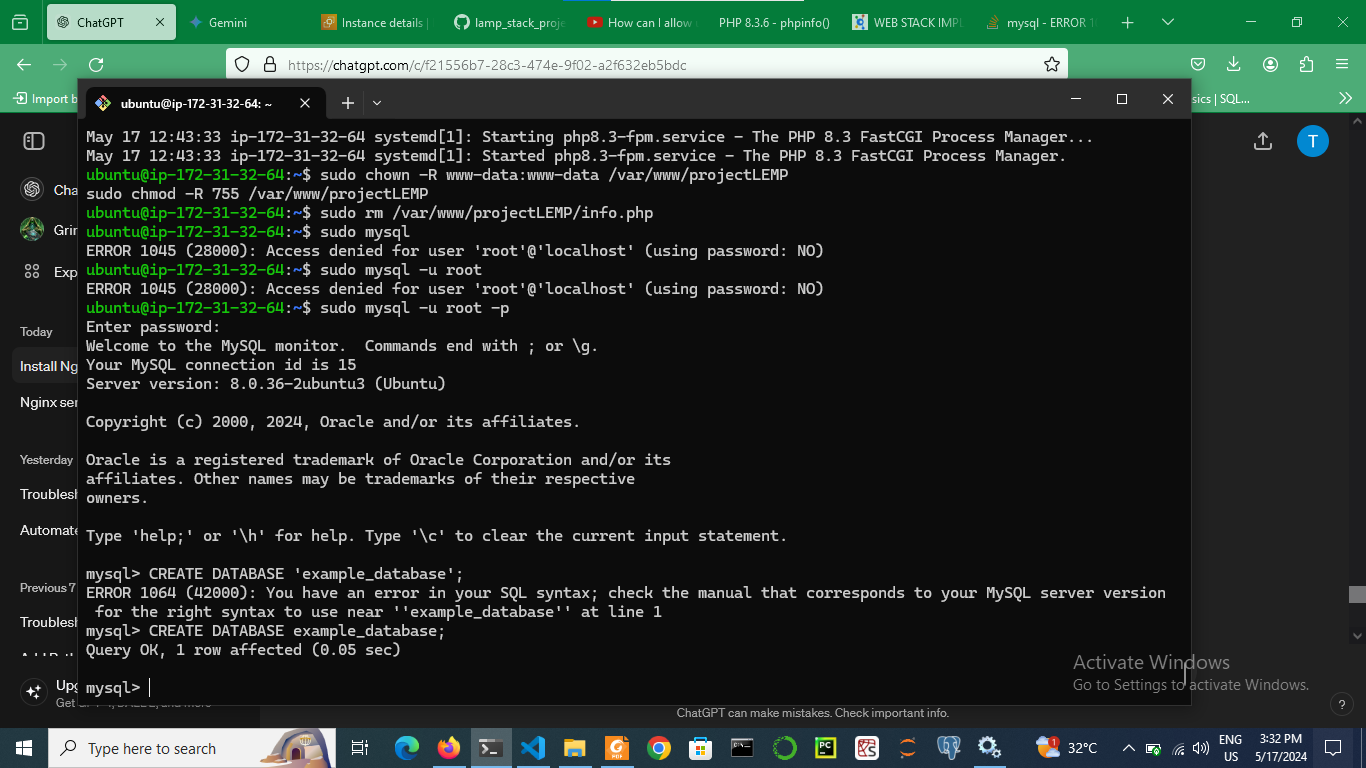 ChatGPT
Gemini
Instance details |
lamp_stack_proje
How can I allow
PHP 8.3.6 - phpinfo()
WEB STACK IMPL
mysql - ERROR 1
https://chatgpt.com/c/f21556b7-28c3-474e-9f02-a2f632eb5bdc
Import b
sics | SQL...
ubuntu@ip-172-31-32-64: ~
May 17 12:43:33 ip-172-31-32-64 systemd[1]: Starting php8.3-fpm.service - The PHP 8.3 FastCGI Process Manager...
May 17 12:43:33 ip-172-31-32-64 systemd[1]: Started php8.3-fpm.service - The PHP 8.3 FastCGI Process Manager.
ubuntu@ip-172-31-32-64:~$ sudo chown -R www-data:www-data /var/www/projectLEMP
sudo chmod -R 755 /var/www/projectLEMP
ubuntu@ip-172-31-32-64:~$ sudo rm /var/www/projectLEMP/info.php
ubuntu@ip-172-31-32-64:~$ sudo mysql
ERROR 1045 (28000): Access denied for user 'root'@'localhost' (using password: NO)
ubuntu@ip-172-31-32-64:~$ sudo mysql -u root
ERROR 1045 (28000): Access denied for user 'root'@'localhost' (using password: NO)
ubuntu@ip-172-31-32-64:~$ sudo mysql -u root -p
Enter password:
Welcome to the MySQL monitor.  Commands end with ; or \g.
Your MySQL connection id is 15
Server version: 8.0.36-2ubuntu3 (Ubuntu)
Copyright (c) 2000, 2024, Oracle and/or its affiliates.
Oracle is a registered trademark of Oracle Corporation and/or its
affiliates. Other names may be trademarks of their respective
owners.
Type 'help;' or '\h' for help. Type '\c' to clear the current input statement.
mysql> CREATE DATABASE 'example_database';
ERROR 1064 (42000): You have an error in your SQL syntax; check the manual that corresponds to your MySQL server version
for the right syntax to use near ''example_database'' at line 1
mysql> CREATE DATABASE example_database;
Query OK, 1 row affected (0.05 sec)
mysql>
Cha
Grin
Exp
Today
Install Ng
Nginx ser
Yesterday
Troublesh
Automate
Previous 7
Troublesh
Upg
Get
T
Activate Windows
Go to Settings to activate Windows.
ChatGPT can make mistakes. Check important info.
?
Type here to search
1
32°C
ENG
US
3:32 PM
5/17/2024